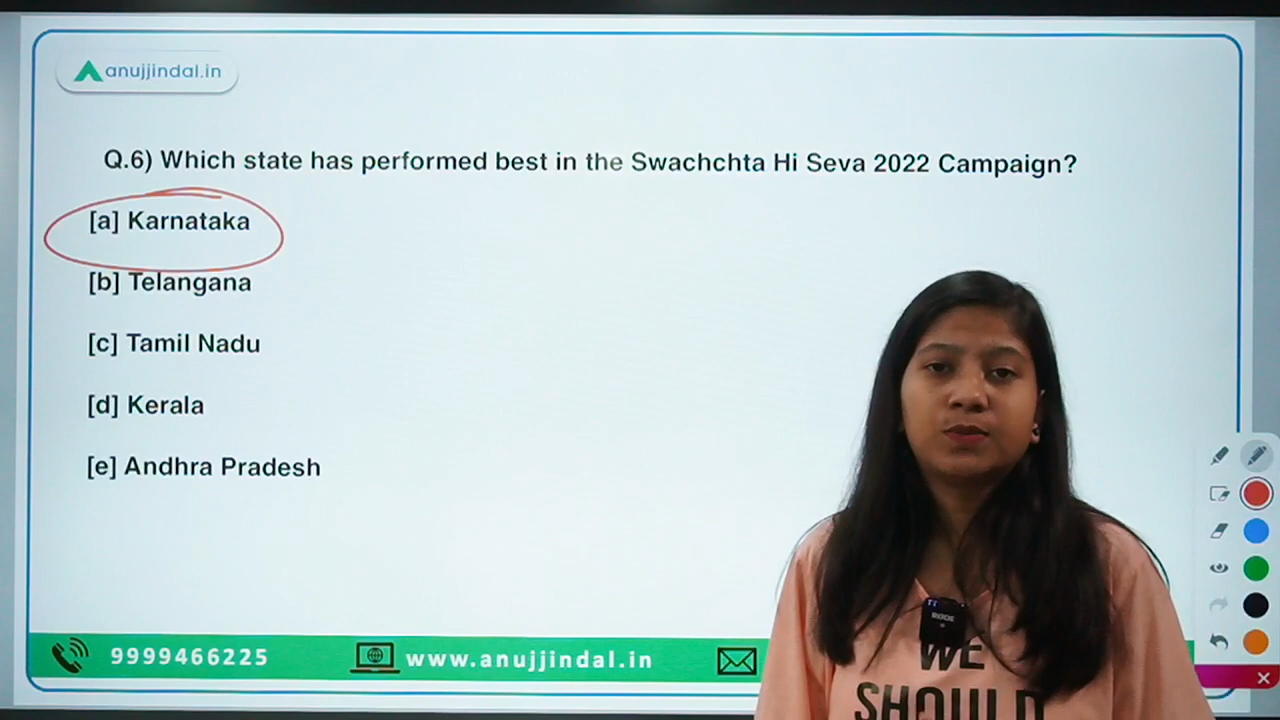 anujjindal.in
Q.6) Which state has performed best in the Swachchta Hi Seva 2022 Campaign?
[a] Karnataka
[b] Telangana
[c] Tamil Nadu
[d] Kerala
[e] Andhra Pradesh
9999466225
www.anujjindal.in
RODE
WE
SHOULD